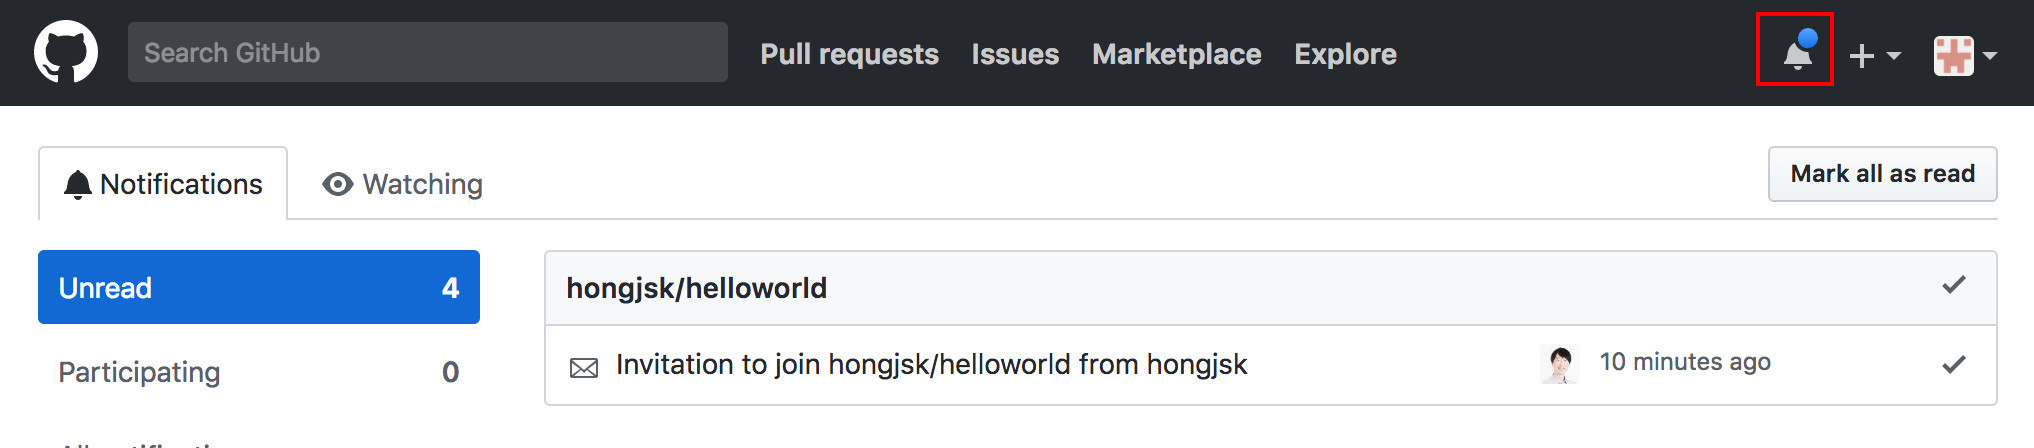 Search GitHub Pull requests Issues Marketplace Explore
Notifications Watching Mark all as read
Unread 4
hongjsk/helloworld
Invitation to join hongjsk/helloworld from hongjsk 10 minutes ago
Participating 0